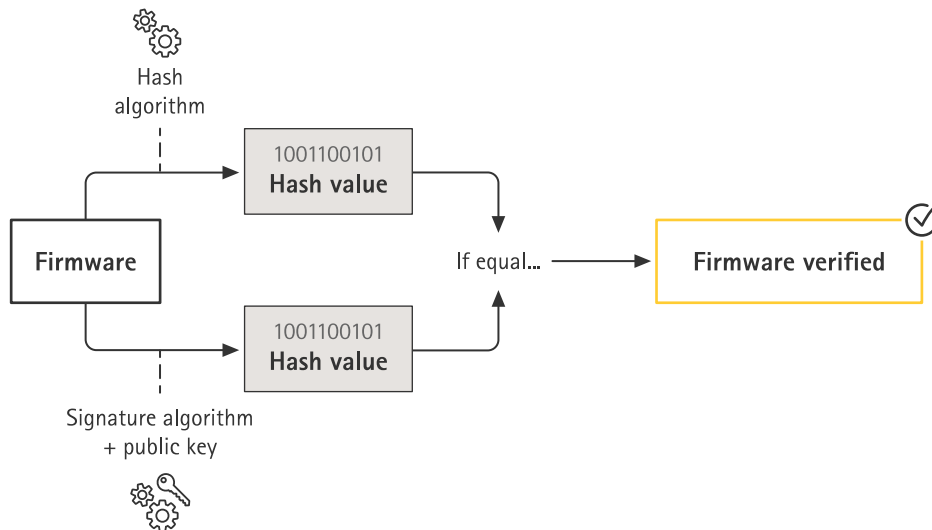 Hash
algorithm
1001100101
Hash value
Firmware
If equal...
Firmware verified
1001100101
Hash value
Signature algorithm
+ public key